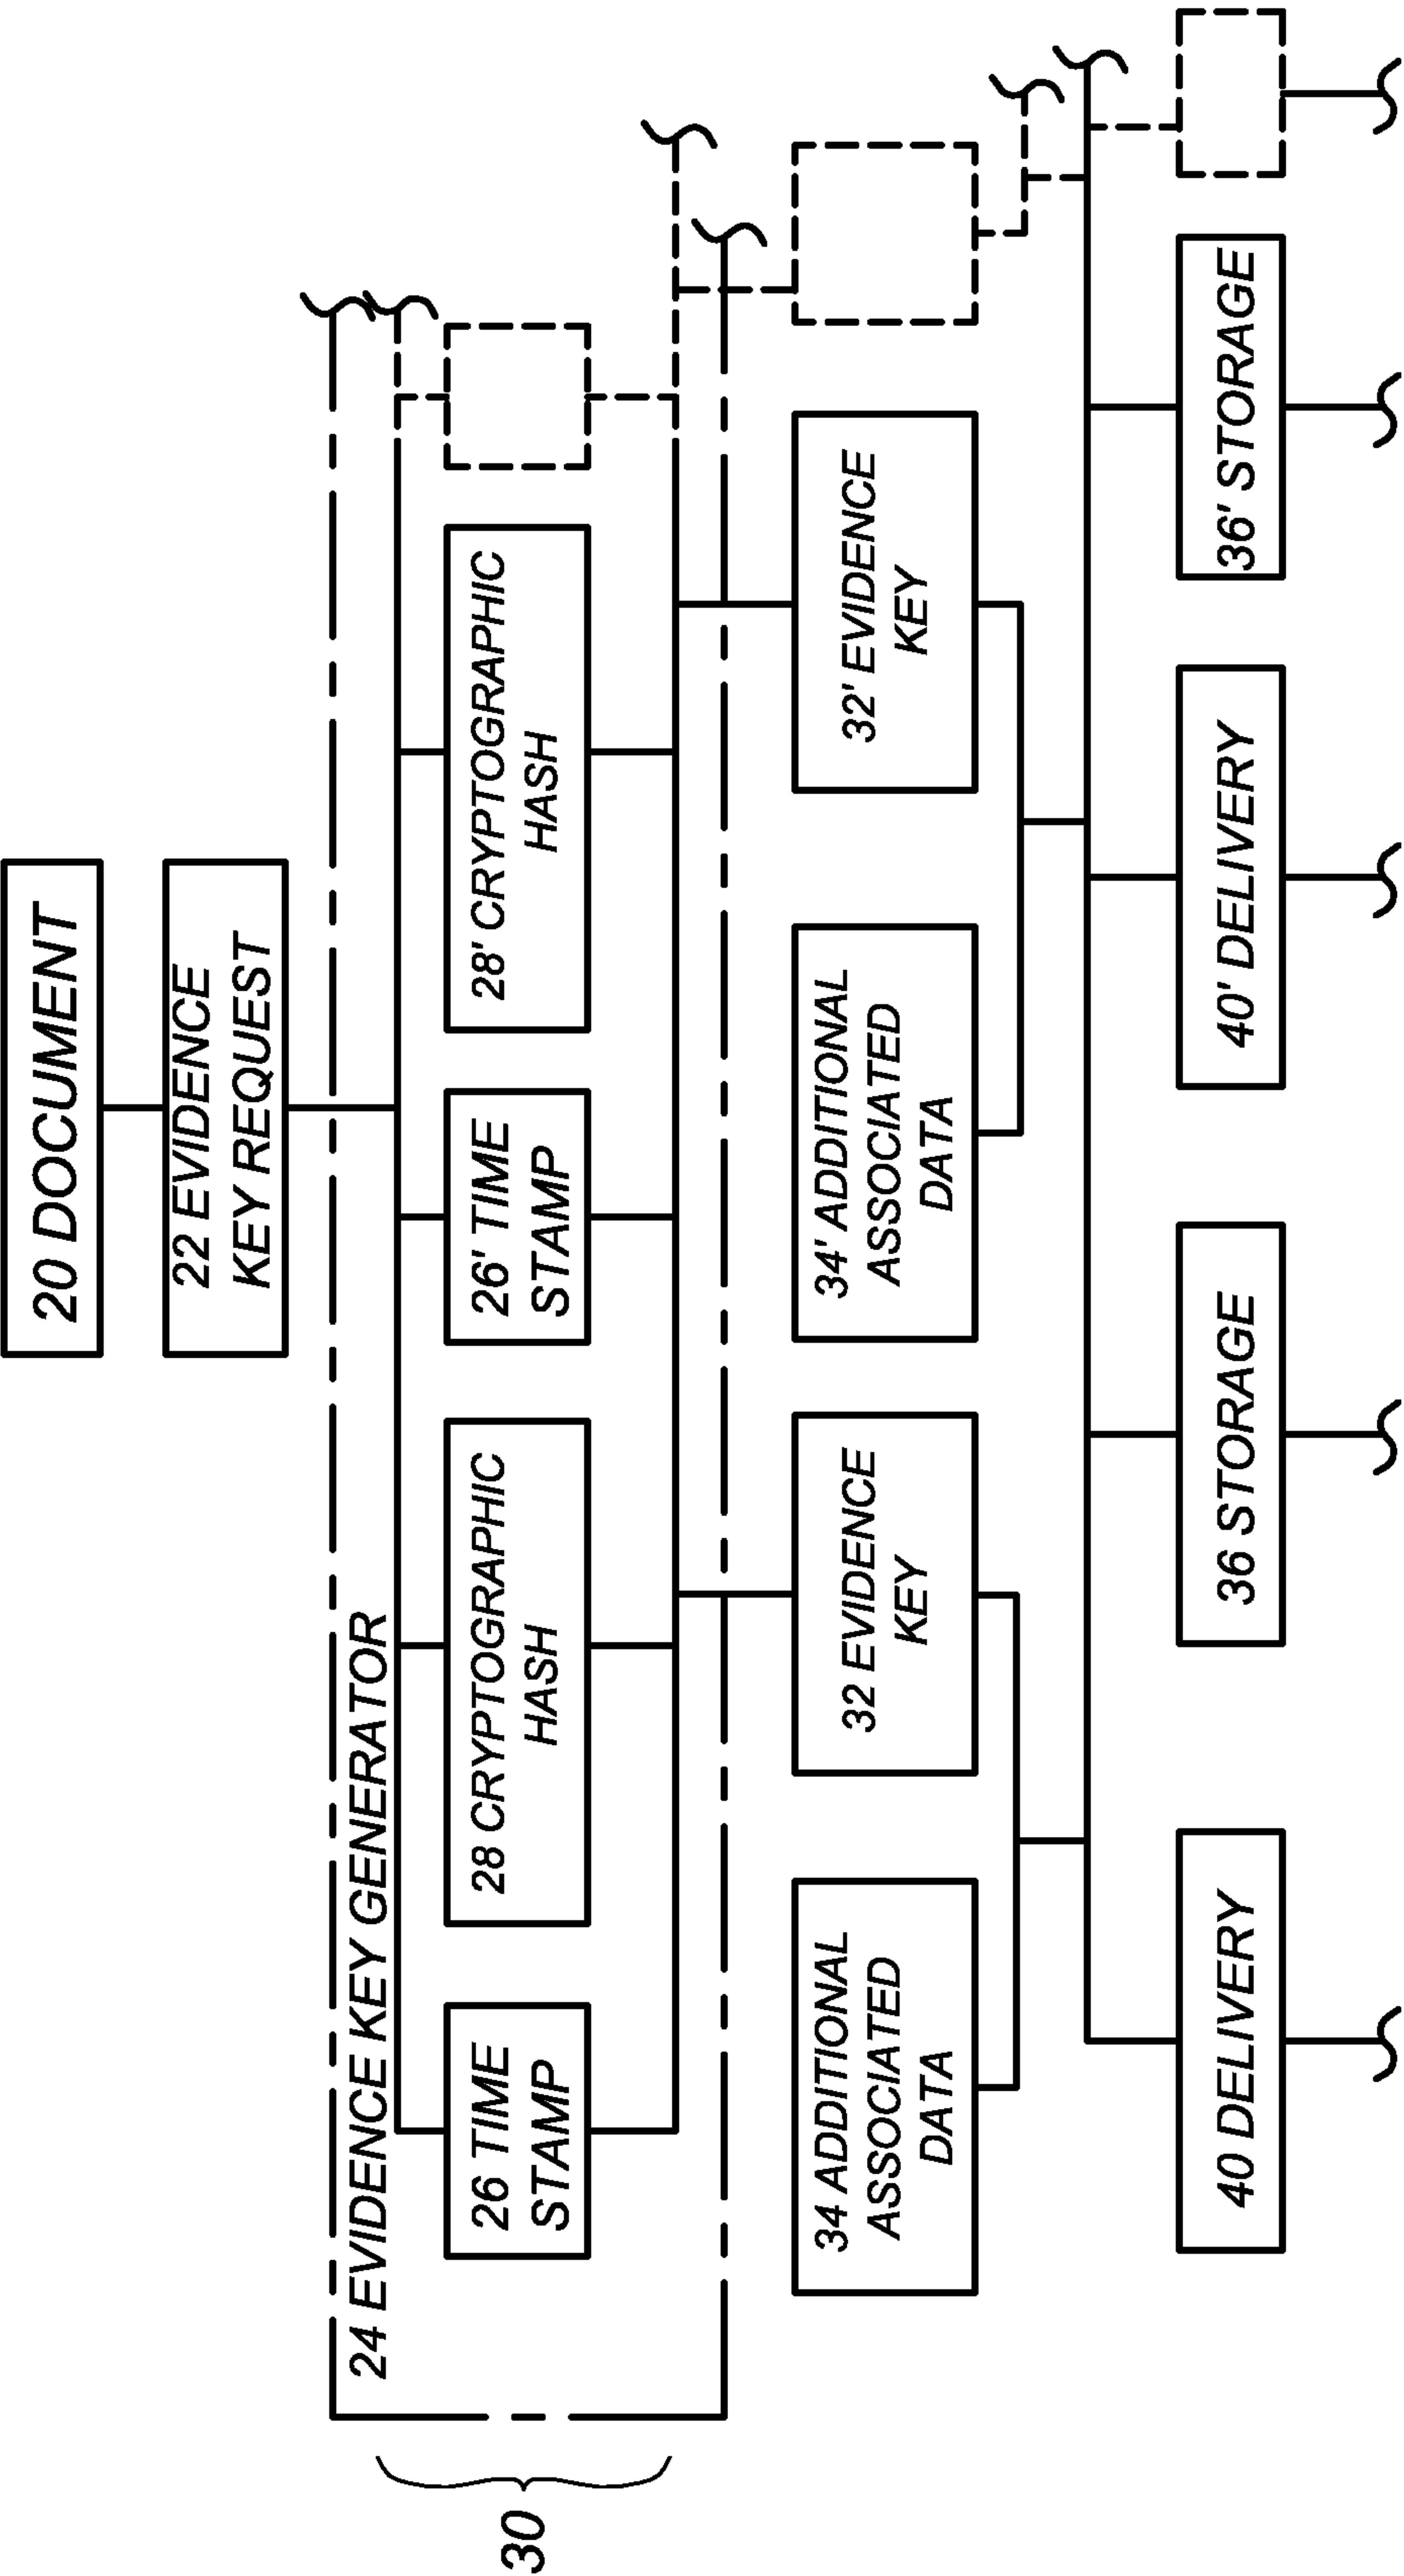 20 DOCUMENT
22 EVIDENCE
KEY REQUEST
24 EVIDENCE KEY GENERATOR
26 TIME
STAMP
28 CRYPTOGRAPHIC
HASH
26' TIME
STAMP
28' CRYPTOGRAPHIC
HASH
30
34 ADDITIONAL
ASSOCIATED
DATA
32 EVIDENCE
KEY
34' ADDITIONAL
ASSOCIATED
DATA
32' EVIDENCE
KEY
40 DELIVERY
36 STORAGE
40' DELIVERY
36' STORAGE